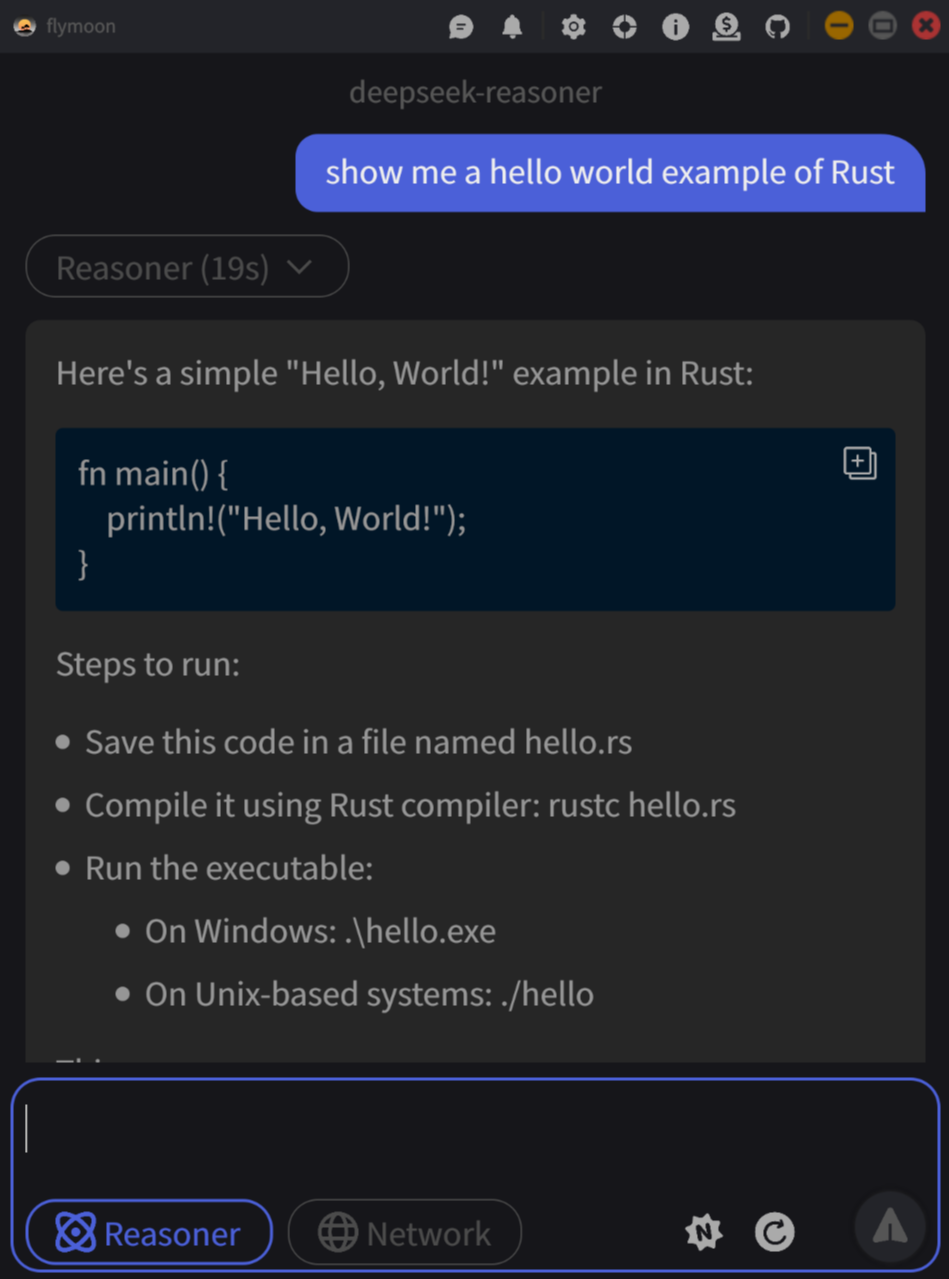 flymoon
deepseek-reasoner
show me a hello world example of Rust
Reasoner (19s)
Here's a simple "Hello, World!" example in Rust:
fn main() {
    println!("Hello, World!");
}
Steps to run:
Save this code in a file named hello.rs
Compile it using Rust compiler: rustc hello.rs
Run the executable:
On Windows: .\hello.exe
On Unix-based systems: ./hello
Reasoner
Network
N